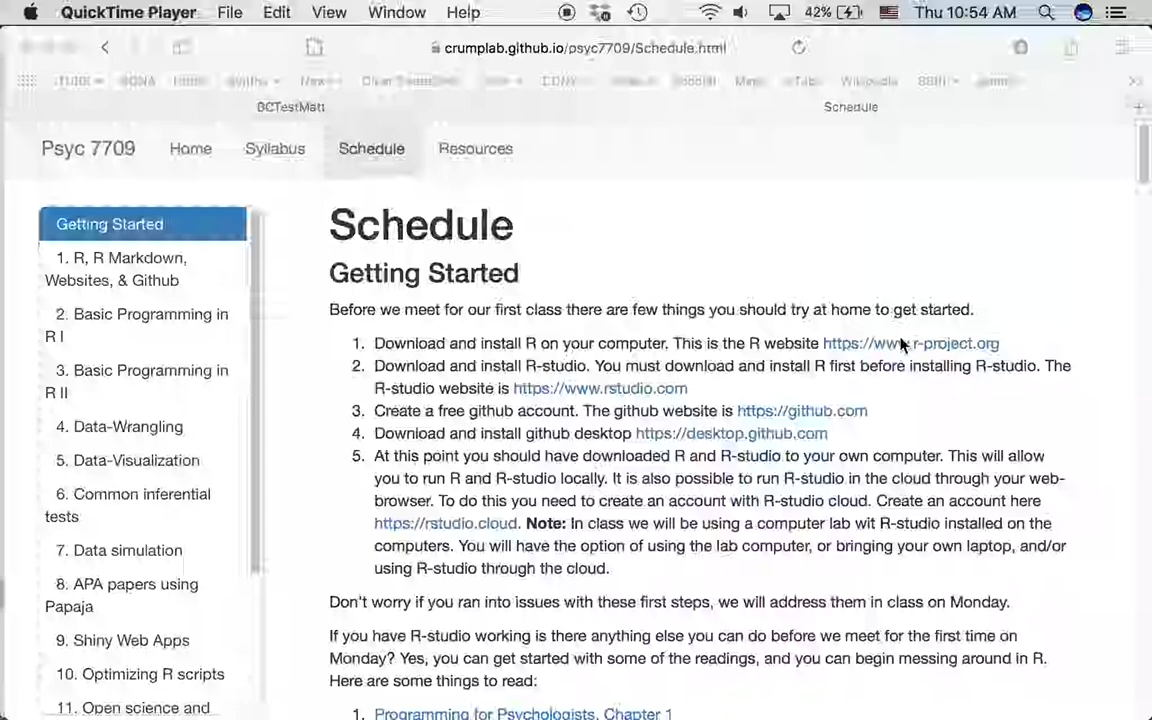 QuickTime Player File Edit View Window Help 42% Thu 10:54 AM
crumplab.github.io/psyc7709/Schedule.html
Wikipedia
BCTestMatt Schedule
Psyc 7709 Home Syllabus Schedule Resources
Getting Started
1. R, R Markdown,
Websites, & Github
2. Basic Programming in
R I
3. Basic Programming in
R II
4. Data-Wrangling
5. Data-Visualization
6. Common inferential
tests
7. Data simulation
8. APA papers using
Papaja
9. Shiny Web Apps
10. Optimizing R scripts
11. Open science and
Schedule
Getting Started
Before we meet for our first class there are few things you should try at home to get started.
1. Download and install R on your computer. This is the R website https://www.r-project.org
2. Download and install R-studio. You must download and install R first before installing R-studio. The
R-studio website is https://www.rstudio.com
3. Create a free github account. The github website is https://github.com
4. Download and install github desktop https://desktop.github.com
5. At this point you should have downloaded R and R-studio to your own computer. This will allow
you to run R and R-studio locally. It is also possible to run R-studio in the cloud through your web-
browser. To do this you need to create an account with R-studio cloud. Create an account here
https://rstudio.cloud. Note: In class we will be using a computer lab wit R-studio installed on the
computers. You will have the option of using the lab computer, or bringing your own laptop, and/or
using R-studio through the cloud.
Don't worry if you ran into issues with these first steps, we will address them in class on Monday.
If you have R-studio working is there anything else you can do before we meet for the first time on
Monday? Yes, you can get started with some of the readings, and you can begin messing around in R.
Here are some things to read:
1. Programming for Psychologists, Chapter 1